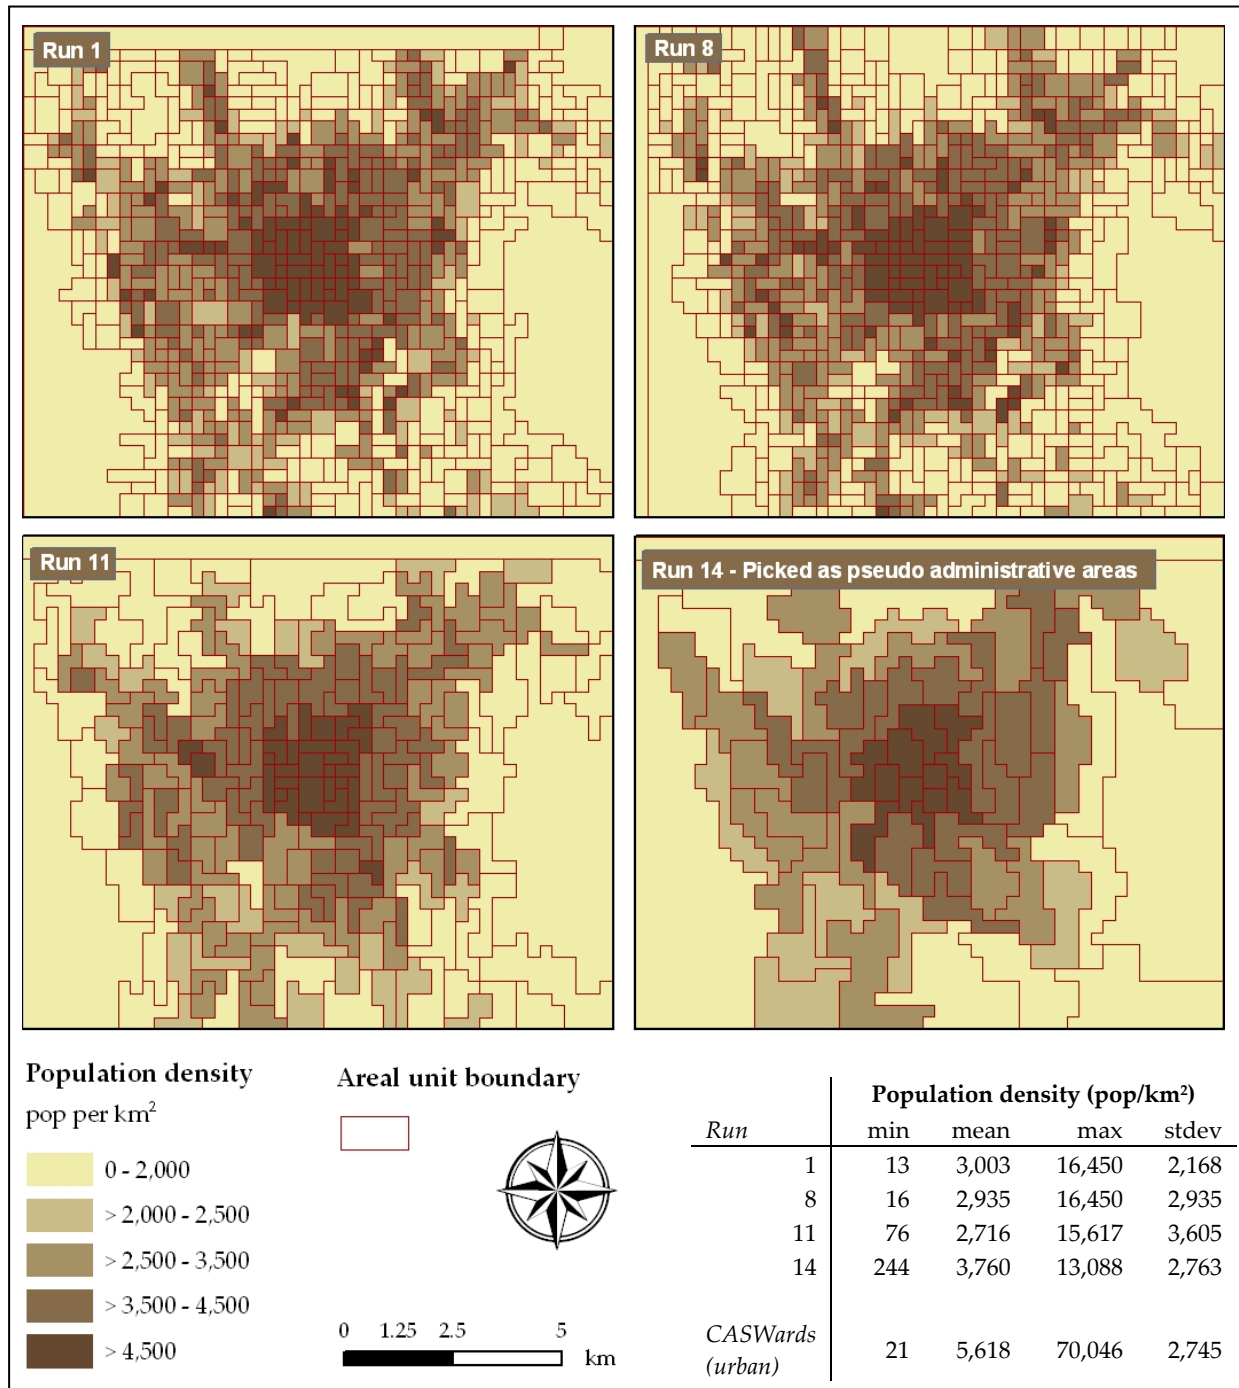 Run 1
Run 8
Run 11
Run 14 - Picked as pseudo administrative areas
Population density
pop per km²
0 - 2,000
> 2,000 - 2,500
> 2,500 - 3,500
> 3,500 - 4,500
> 4,500
Areal unit boundary
0 1.25 2.5 5
km
Population density (pop/km²)
Run min mean max stdev
1 13 3,003 16,450 2,168
8 16 2,935 16,450 2,935
11 76 2,716 15,617 3,605
14 244 3,760 13,088 2,763
CASWards
(urban) 21 5,618 70,046 2,745